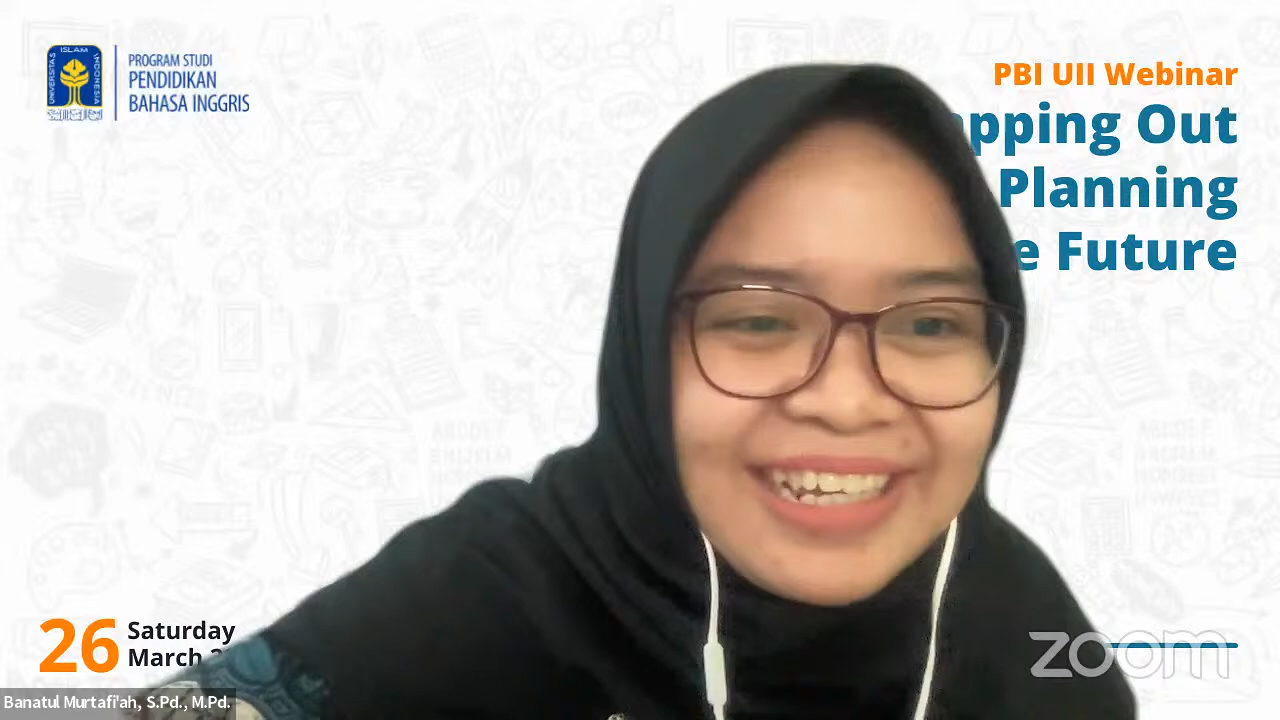 UNIVERSITAS ISLAM INDONESIA
PROGRAM STUDI
PENDIDIKAN
BAHASA INGGRIS
PBI UII Webinar
apping Out
Planning
e Future
26
Saturday
March
zoom
Banatul Murtafi'ah, S.Pd., M.Pd.